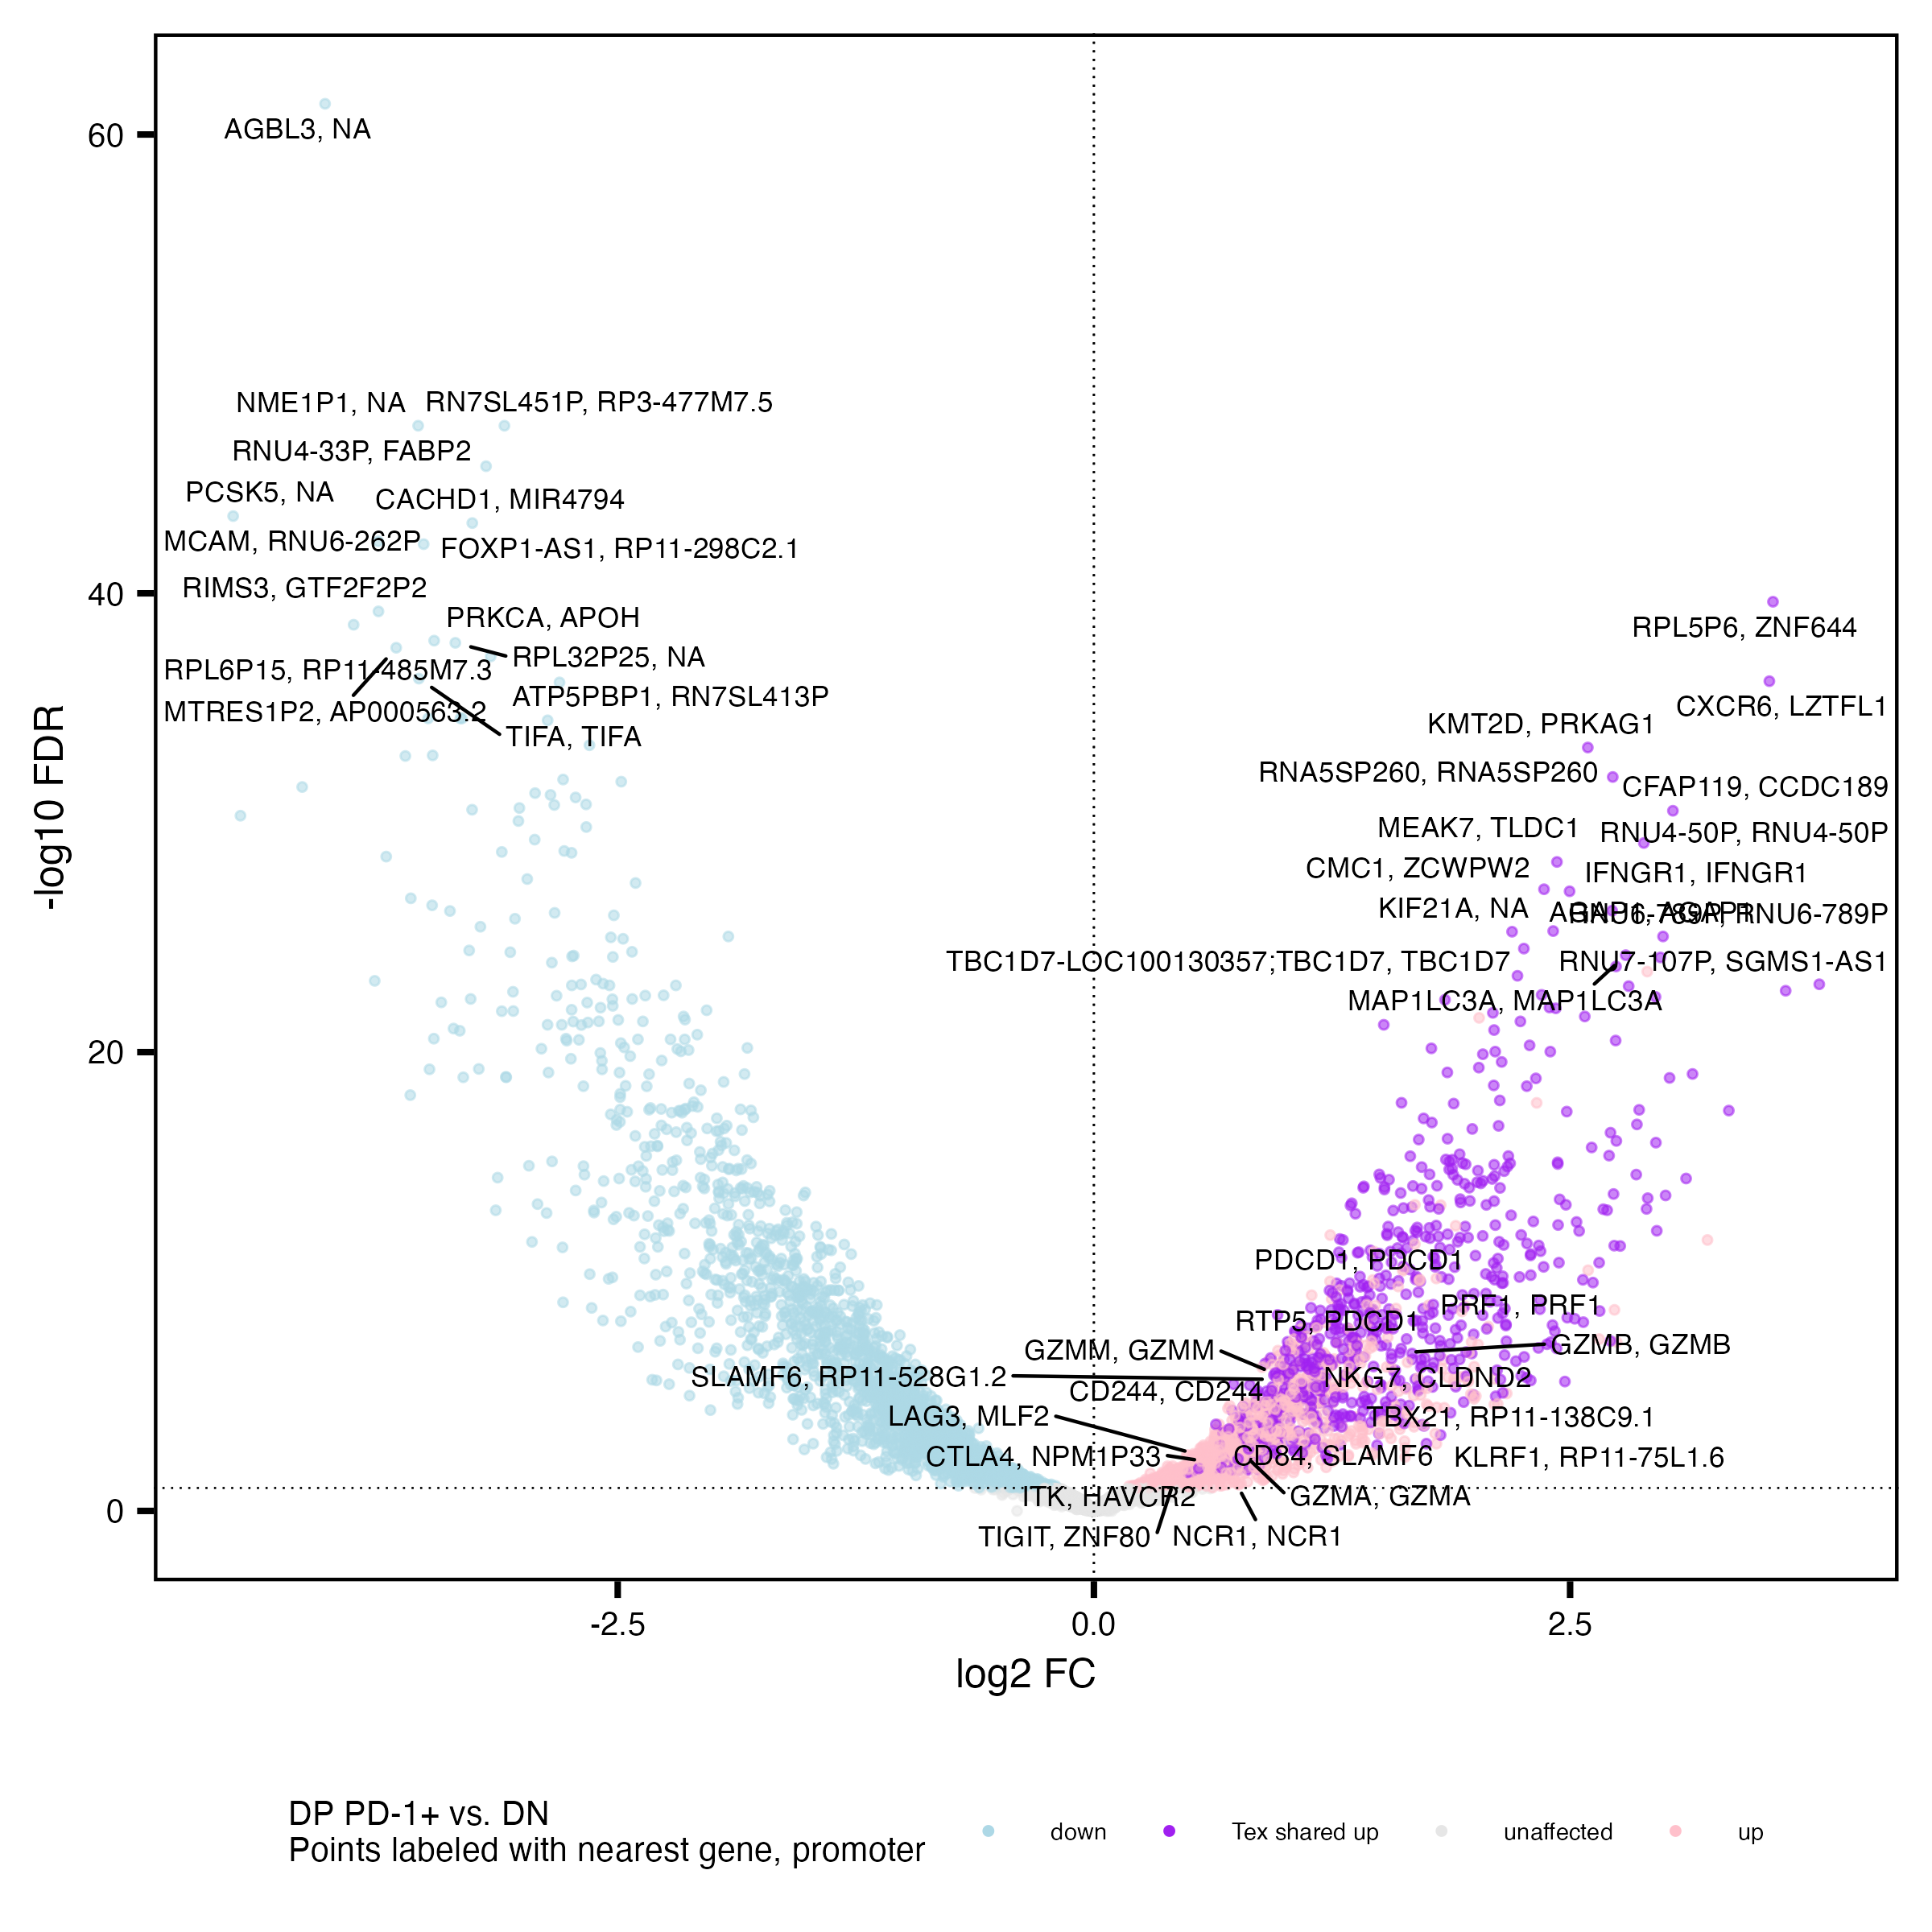 60
AGBL3, NA
NME1P1, NA
RN7SL451P, RP3-477M7.5
RNU4-33P, FABP2
PCSK5, NA
CACHD1, MIR4794
MCAM, RNU6-262P
FOXP1-AS1, RP11-298C2.1
RIMS3, GTF2F2P2
40
PRKCA, APOH
RPL5P6, ZNF644
RPL32P25, NA
RPL6P15, RP11-485M7.3
ATP5PBP1, RN7SL413P
MTRES1P2, AP000563.2
TIFA, TIFA
CXCR6, LZTFL1
KMT2D, PRKAG1
RNA5SP260, RNA5SP260
CFAP119, CCDC189
MEAK7, TLDC1
RNU4-50P, RNU4-50P
CMC1, ZCWPW2
IFNGR1, IFNGR1
KIF21A, NA
AGAP1, AGAP1
RNU6-789P, RNU6-789P
TBC1D7-LOC100130357;TBC1D7, TBC1D7
RNU7-107P, SGMS1-AS1
MAP1LC3A, MAP1LC3A
-log10 FDR
20
PDCD1, PDCD1
PRF1, PRF1
RTP5, PDCD1
GZMM, GZMM
GZMB, GZMB
SLAMF6, RP11-528G1.2
NKG7, CLDND2
CD244, CD244
LAG3, MLF2
TBX21, RP11-138C9.1
CTLA4, NPM1P33
CD84, SLAMF6
KLRF1, RP11-75L1.6
ITK, HAVCR2
GZMA, GZMA
0
TIGIT, ZNF80
NCR1, NCR1
-2.5
0.0
2.5
log2 FC
DP PD-1+ vs. DN
Points labeled with nearest gene, promoter
down
Tex shared up
unaffected
up